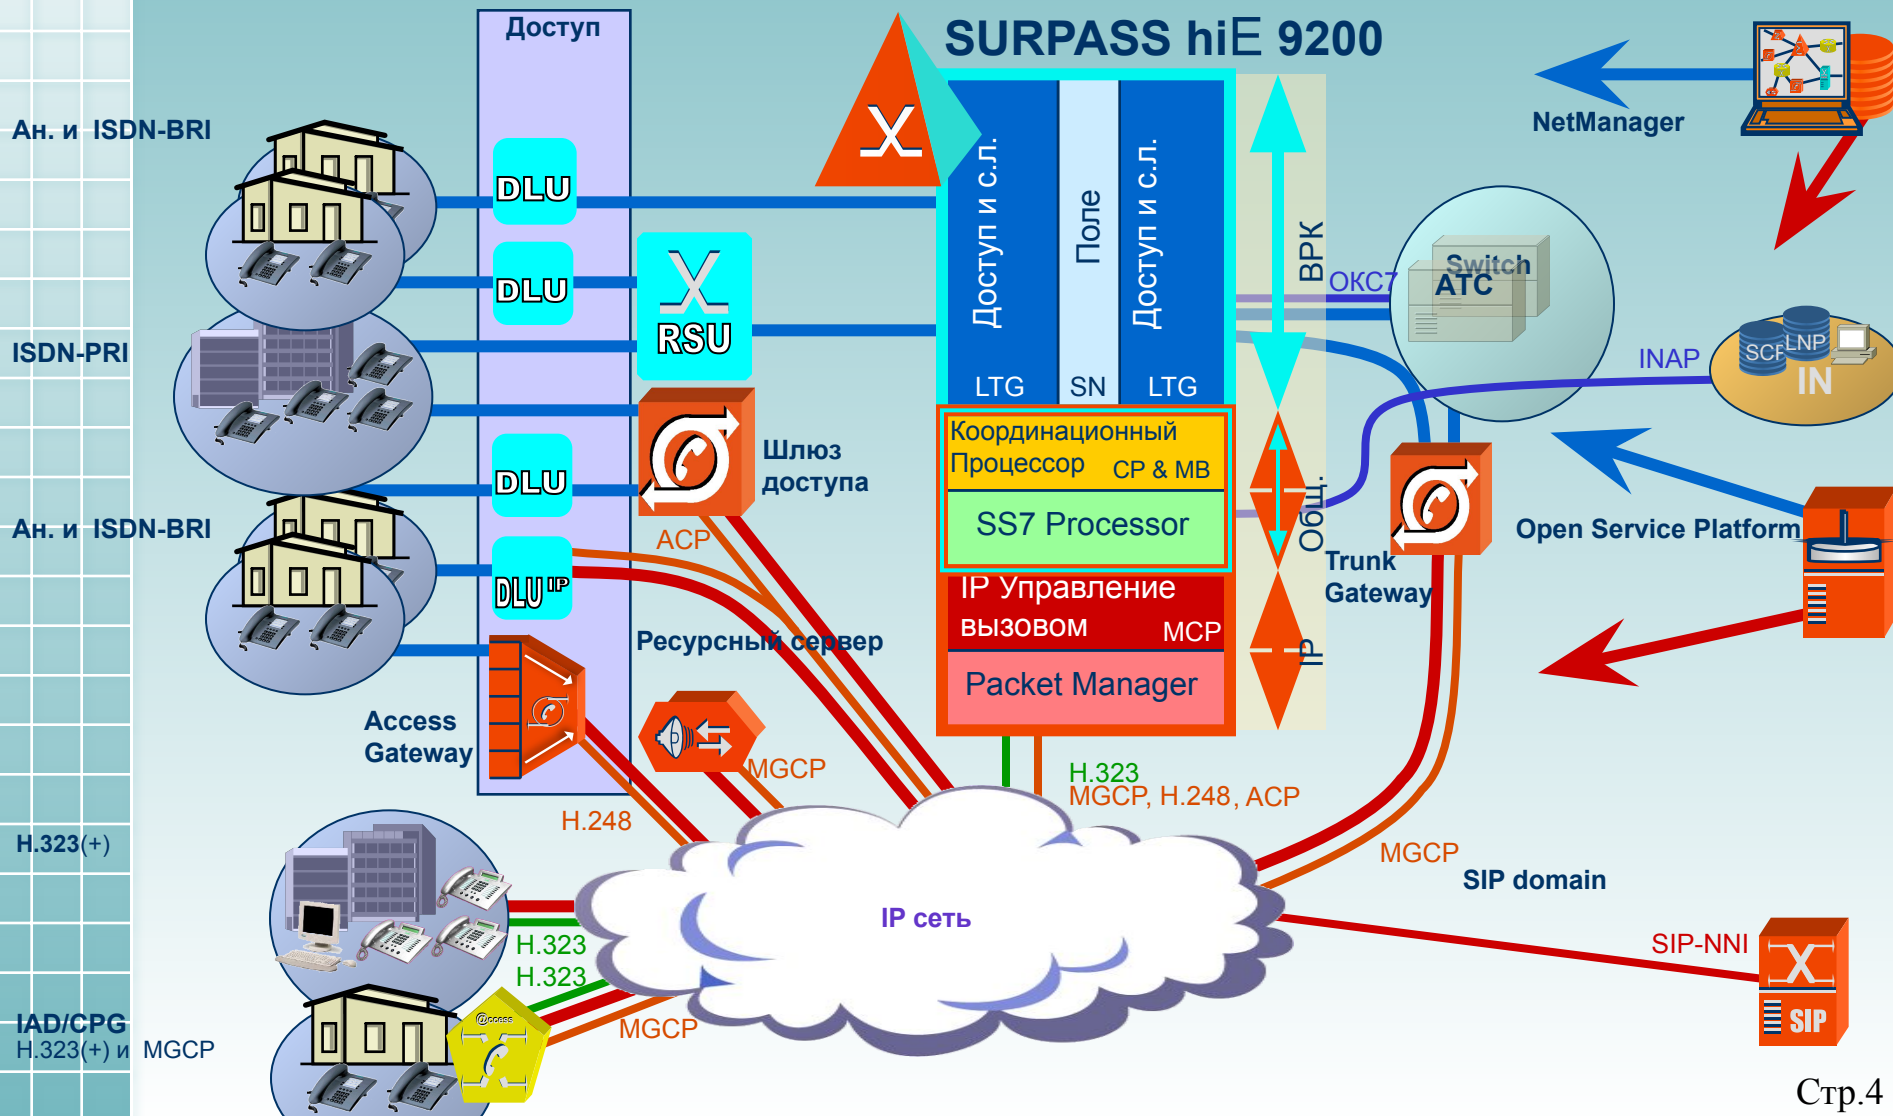 Доступ
SURPASS hiE 9200
Ан. и ISDN-BRI
NetManager
DLU
DLU
RSU
Доступ и с.л.
Поле
Доступ и с.л.
ВРК
LTG
SN
LTG
ОКС7
Switch
АТС
ISDN-PRI
INAP
SCF
LNP
IN
Координационный
Процессор CP & MB
SS7 Processor
Общ.
Шлюз
доступа
DLU
Ан. и ISDN-BRI
ACP
DLU IP
Open Service Platform
Trunk
Gateway
IP Управление
вызовом MCP
IP
Packet Manager
Ресурсный сервер
Access
Gateway
MGCP
H.248
H.323
MGCP, H.248, ACP
H.323(+)
MGCP
SIP domain
IP сеть
H.323
H.323
SIP-NNI
SIP
IAD/CPG
H.323(+) и MGCP
@ccess
MGCP
Стр.4